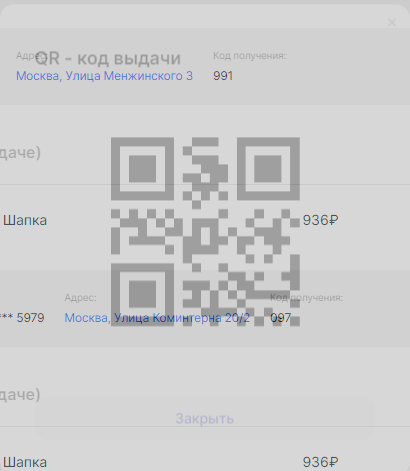 ×
Адрес: Код получения:
QR - код выдачи
Москва, Улица Менжинского 3 991
даче)
Шапка 936₽
Адрес: Код получения:
** 5979 Москва, Улица Коминтерна 20/2 097
даче)
Закрыть
Шапка 936₽